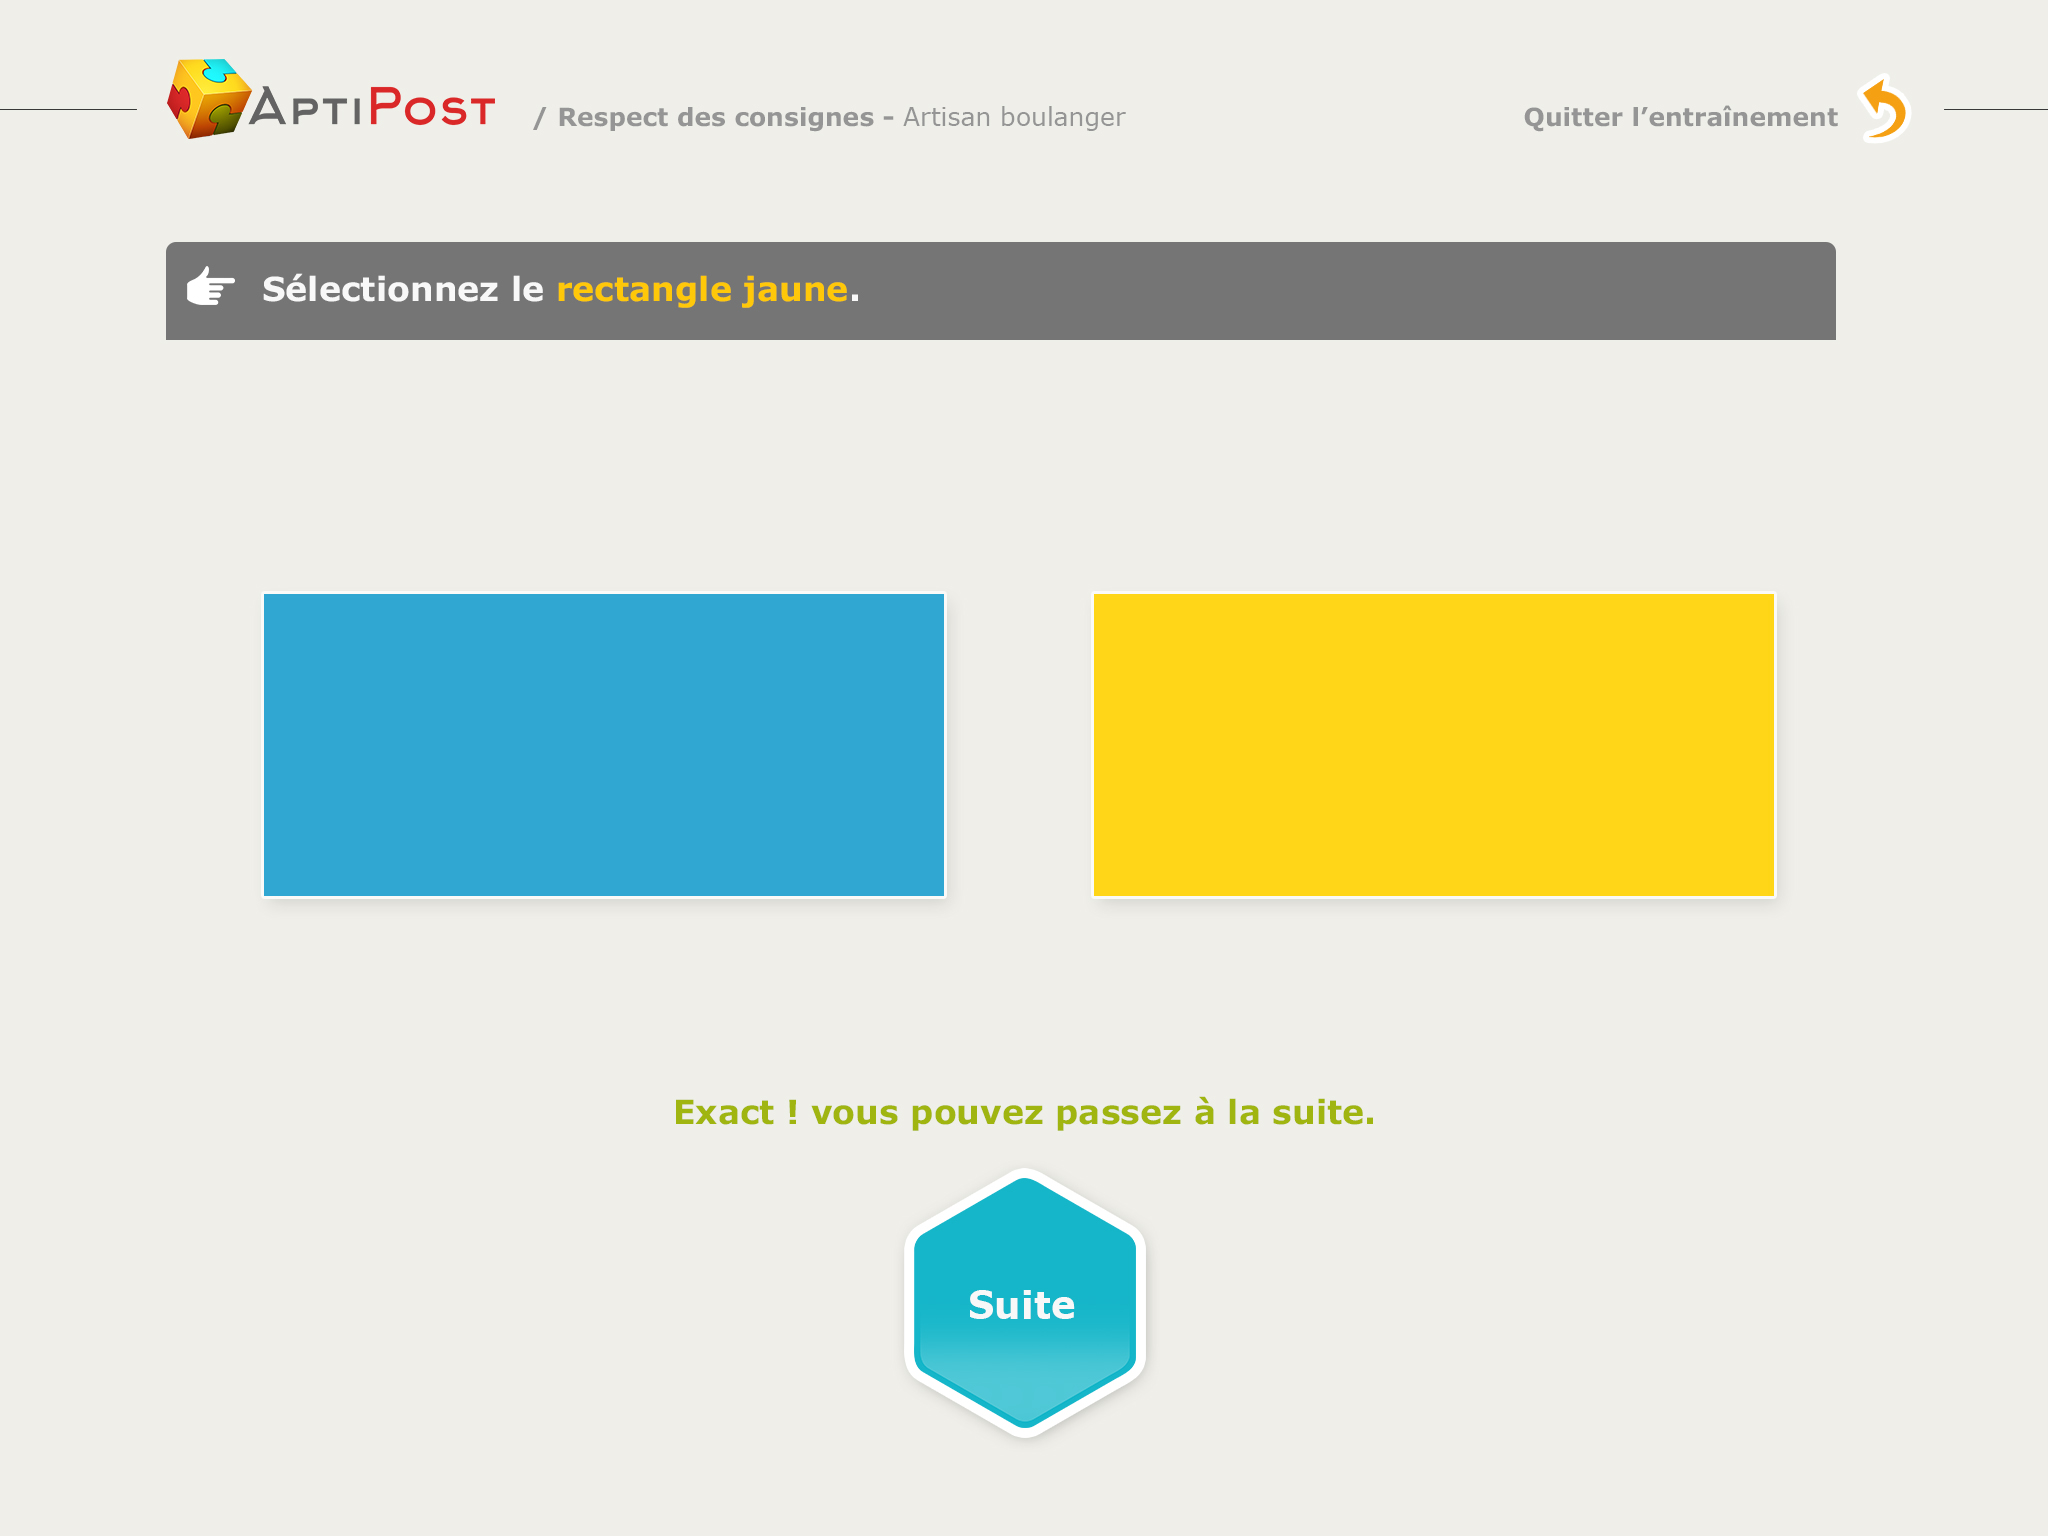 APTIPOST / Respect des consignes - Artisan boulanger
Quitter l’entraînement
Sélectionnez le rectangle jaune.
Exact ! vous pouvez passez à la suite.
Suite